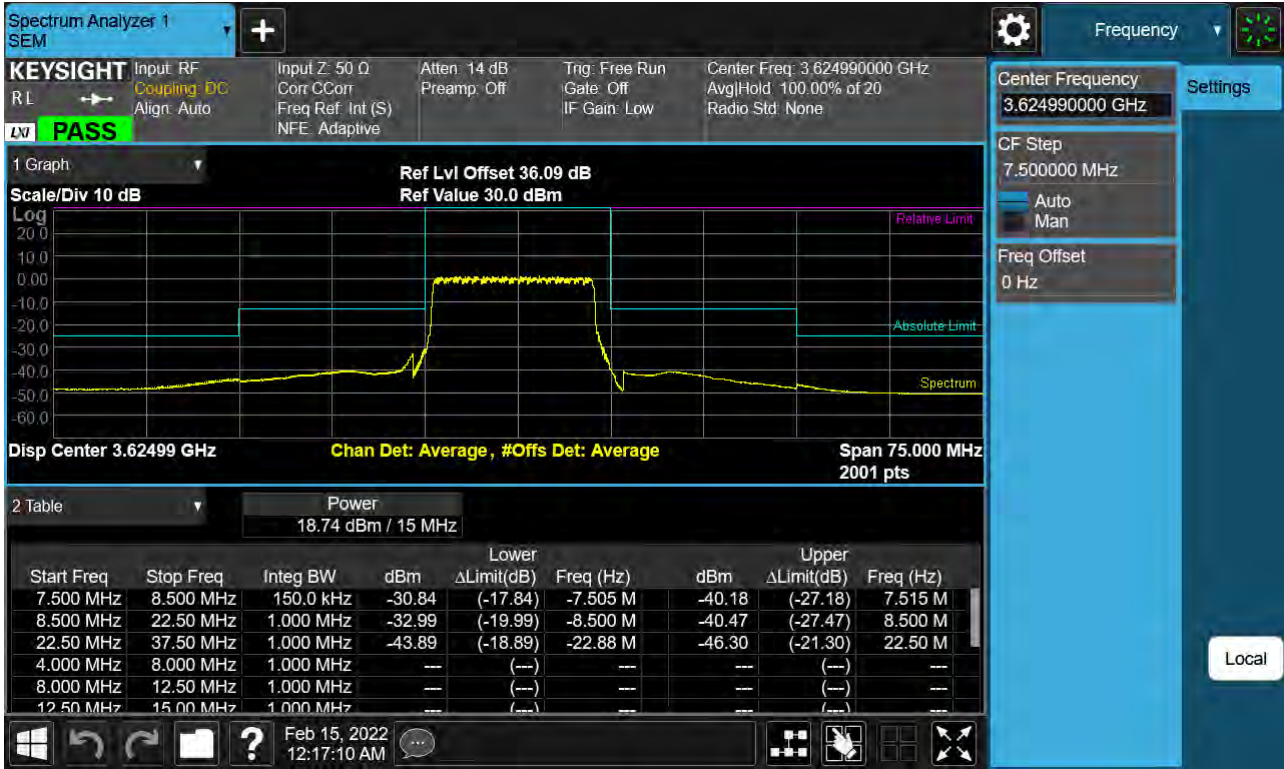 Spectrum Analyzer 1
SEM
+
Frequency
KEYSIGHT
RL
LXI
PASS
Input: RF
Coupling: DC
Align: Auto
Input Z: 50 Ω
Corr CCorr
Freq Ref: Int (S)
NFE: Adaptive
Atten: 14 dB
Preamp: Off
Trig: Free Run
Gate: Off
IF Gain: Low
Center Freq: 3.624990000 GHz
Avg|Hold: 100.00% of 20
Radio Std: None
Center Frequency
3.624990000 GHz
Settings
CF Step
7.500000 MHz
Auto
Man
Freq Offset
0 Hz
Local
1 Graph
Scale/Div 10 dB
Ref Lvl Offset 36.09 dB
Ref Value 30.0 dBm
Log
20.0
10.0
0.00
-10.0
-20.0
-30.0
-40.0
-50.0
-60.0
Relative Limit
Absolute Limit
Spectrum
Disp Center 3.62499 GHz
Chan Det: Average , #Offs Det: Average
Span 75.000 MHz
2001 pts
2 Table
Power
18.74 dBm / 15 MHz
Lower Upper
Start Freq Stop Freq Integ BW dBm ΔLimit(dB) Freq (Hz) dBm ΔLimit(dB) Freq (Hz)
7.500 MHz 8.500 MHz 150.0 kHz -30.84 (-17.84) -7.505 M -40.18 (-27.18) 7.515 M
8.500 MHz 22.50 MHz 1.000 MHz -32.99 (-19.99) -8.500 M -40.47 (-27.47) 8.500 M
22.50 MHz 37.50 MHz 1.000 MHz -43.89 (-18.89) -22.88 M -46.30 (-21.30) 22.50 M
4.000 MHz 8.000 MHz 1.000 MHz --- (---) --- --- (---) ---
8.000 MHz 12.50 MHz 1.000 MHz --- (---) --- --- (---) ---
12.50 MHz 15.00 MHz 1.000 MHz --- (---) --- --- (---) ---
?
Feb 15, 2022
12:17:10 AM